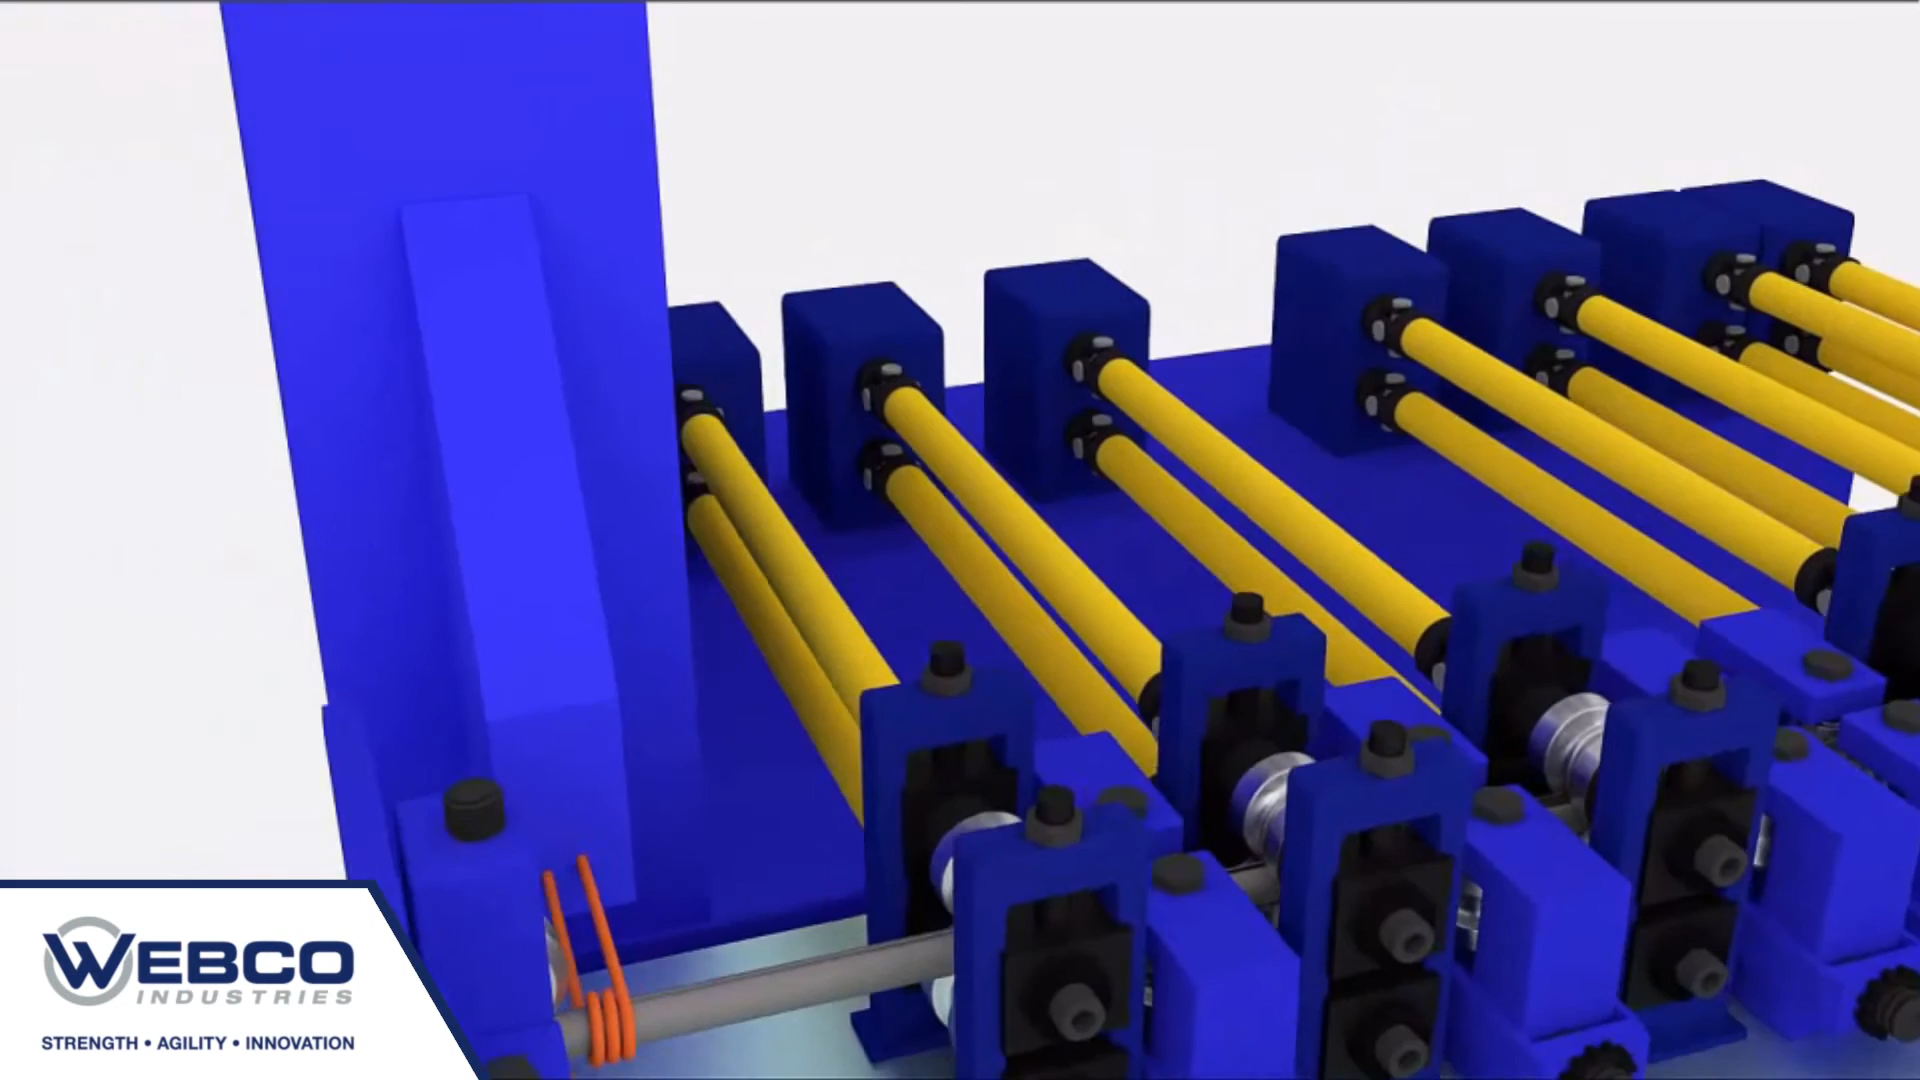 WEBCO
INDUSTRIES
STRENGTH • AGILITY • INNOVATION